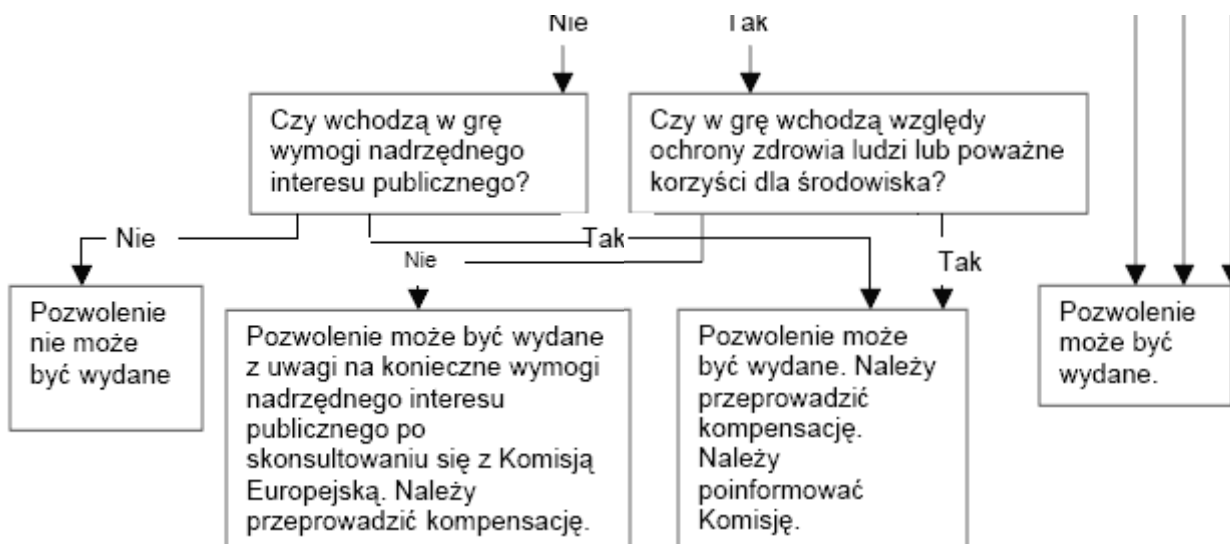 Nie
Tak
Czy wchodzą w grę
wymogi nadrzędnego
interesu publicznego?
Czy w grę wchodzą względy
ochrony zdrowia ludzi lub poważne
korzyści dla środowiska?
Nie
Tak
Nie
Tak
Pozwolenie
nie może
być wydane
Pozwolenie może być wydane
z uwagi na konieczne wymogi
nadrzędnego interesu
publicznego po
skonsultowaniu się z Komisją
Europejską. Należy
przeprowadzić kompensację.
Pozwolenie może
być wydane. Należy
przeprowadzić
kompensację.
Należy
poinformować
Komisję.
Pozwolenie
może być
wydane.